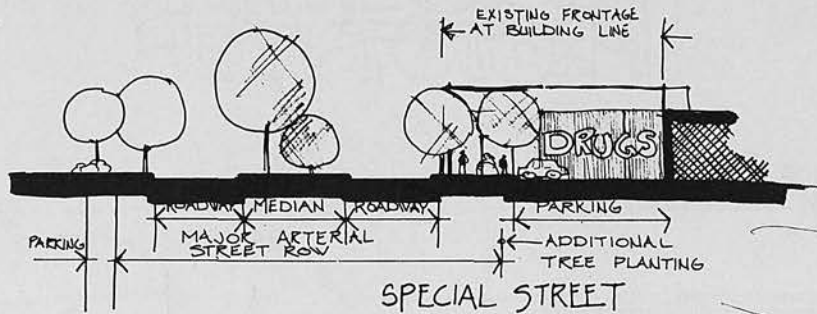 EXISTING FRONTAGE
AT BUILDING LINE
DRUGS
ROADWAY MEDIAN ROADWAY PARKING
PARKING
MAJOR ARTERIAL
STREET ROW
ADDITIONAL
TREE PLANTING
SPECIAL STREET